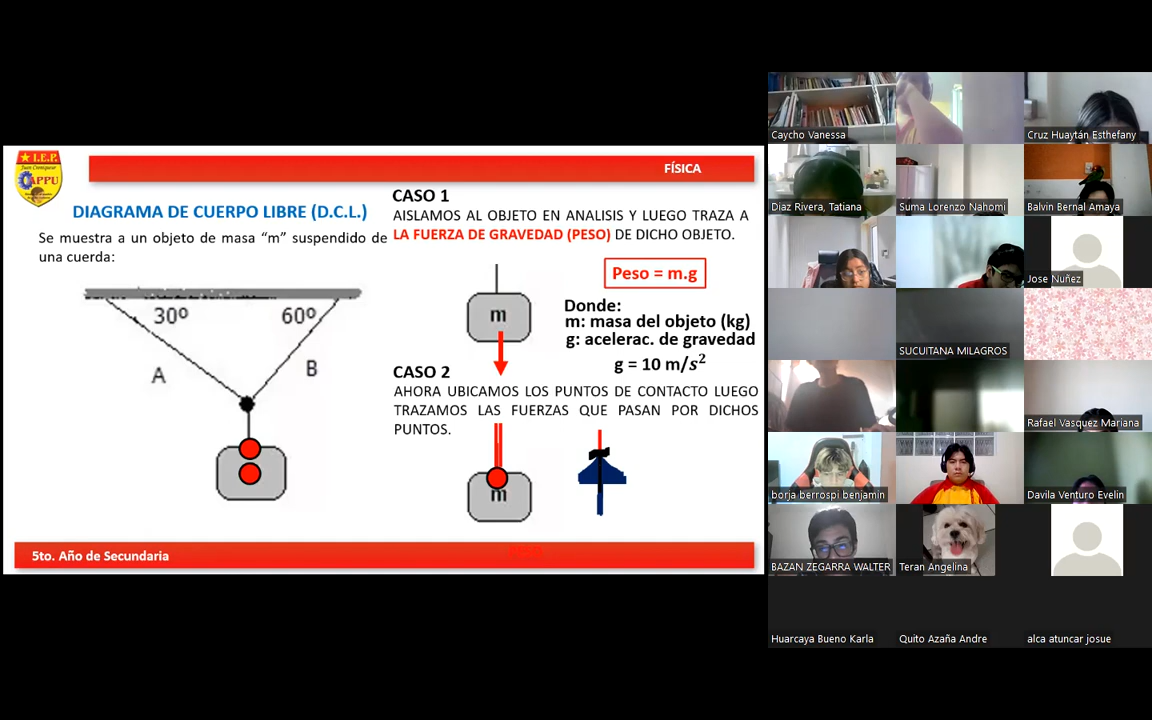 I.E.P.
CAPPU
FÍSICA
DIAGRAMA DE CUERPO LIBRE (D.C.L.)
Se muestra a un objeto de masa “m” suspendido de
una cuerda:
30º
60º
A
B
CASO 1
AISLAMOS AL OBJETO EN ANALISIS Y LUEGO TRAZA A
LA FUERZA DE GRAVEDAD (PESO) DE DICHO OBJETO.
m
Peso = m.g
Donde:
m: masa del objeto (kg)
g: acelerac. de gravedad
g = 10 m/s²
CASO 2
AHORA UBICAMOS LOS PUNTOS DE CONTACTO LUEGO
TRAZAMOS LAS FUERZAS QUE PASAN POR DICHOS
PUNTOS.
m
5to. Año de Secundaria
Caycho Vanessa
Cruz Huaytán Esthefany
Diaz Rivera, Tatiana
Suma Lorenzo Nahomi
Balvin Bernal Amaya
Jose Nuñez
SUCUITANA MILAGROS
Rafael Vasquez Mariana
borja berrospi benjamin
Davila Venturo Evelin
BAZAN ZEGARRA WALTER
Teran Angelina
Huarcaya Bueno Karla
Quito Azaña Andre
alca atuncar josue